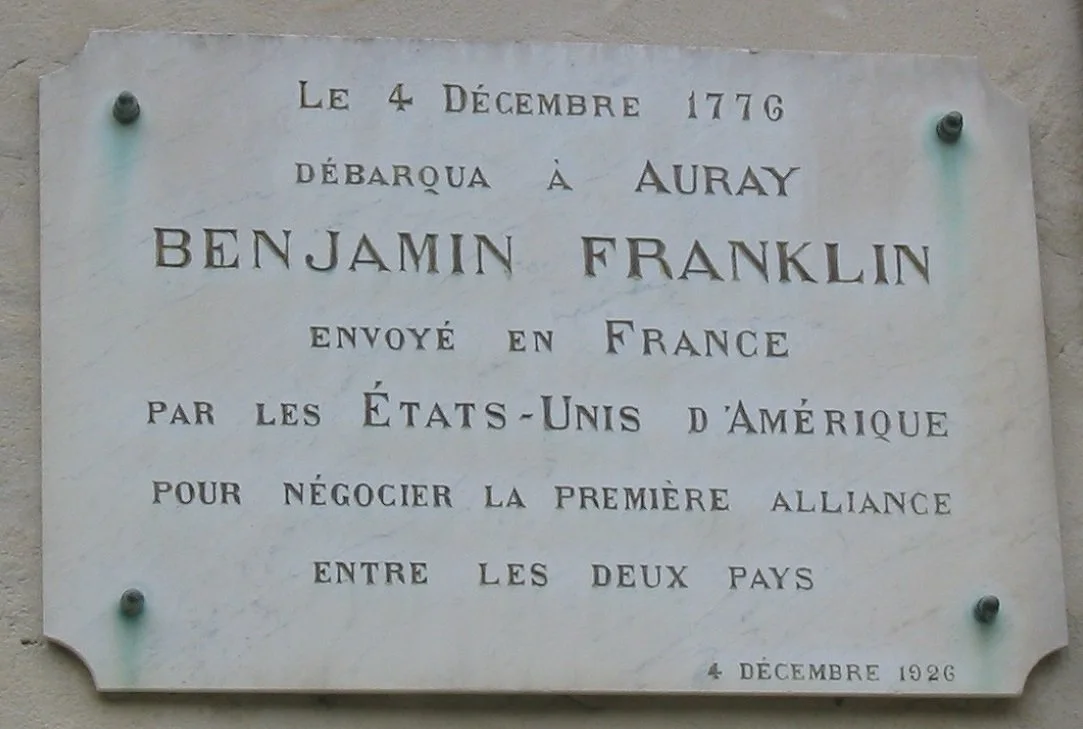 LE 4 DÉCEMBRE 1776
DÉBARQUA À AURAY
BENJAMIN FRANKLIN
ENVOYÉ EN FRANCE
PAR LES ÉTATS-UNIS D'AMÉRIQUE
POUR NÉGOCIER LA PREMIÈRE ALLIANCE
ENTRE LES DEUX PAYS
4 DÉCEMBRE 1926